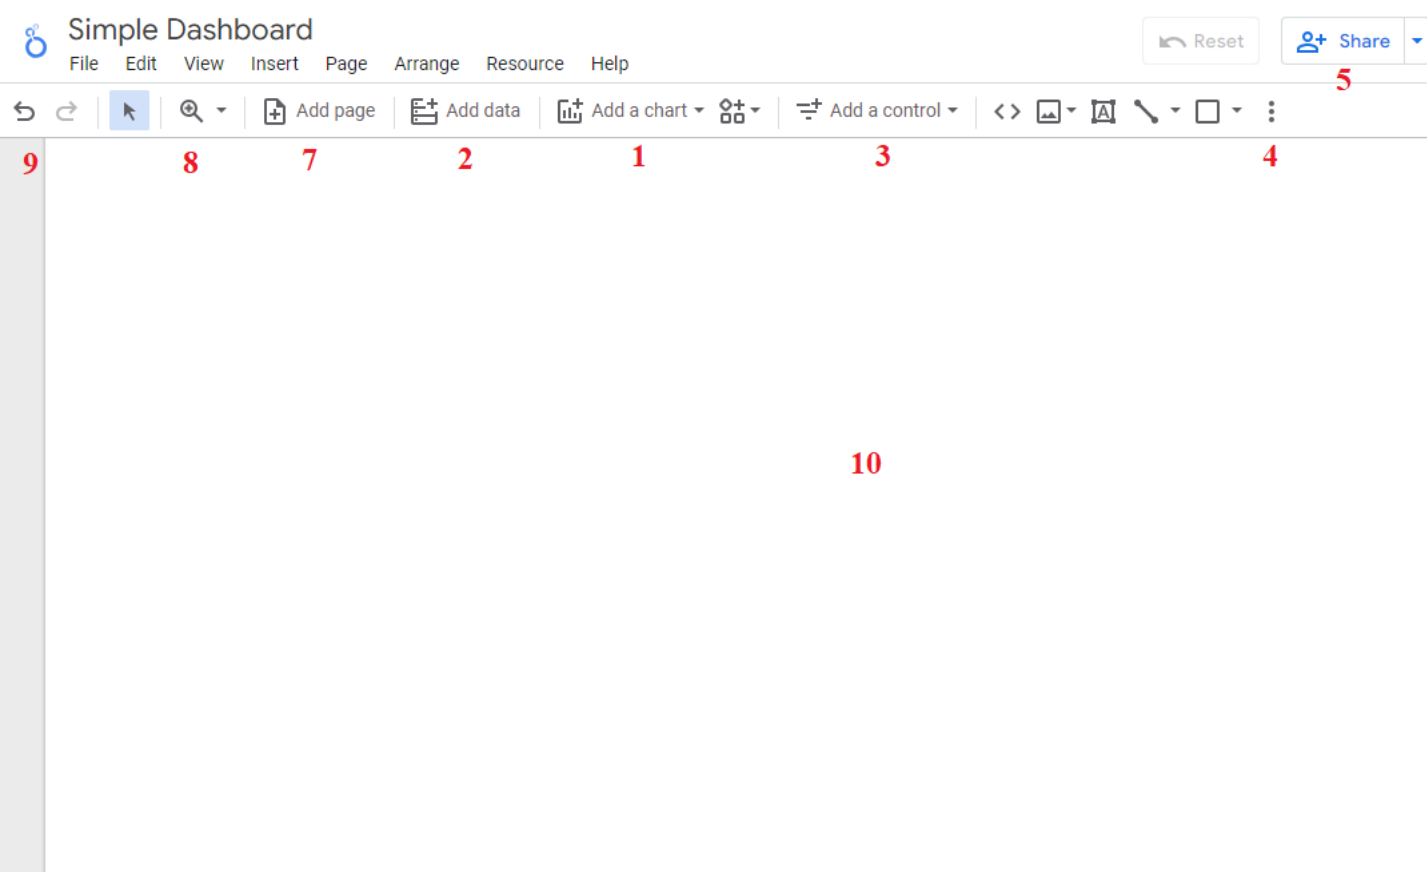 Simple Dashboard
File Edit View Insert Page Arrange Resource Help
Reset Share
5
Add page Add data Add a chart Add a control A
9 8 7 2 1 3 4
10